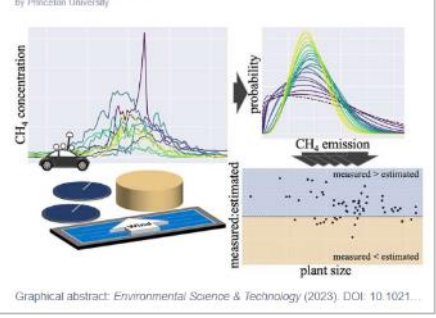 by Princeton University
CH₄ concentration
probability
CH₄ emission
Wind
measured:estimated
measured > estimated
measured < estimated
plant size
Graphical abstract: Environmental Science & Technology (2023). DOI: 10.1021...